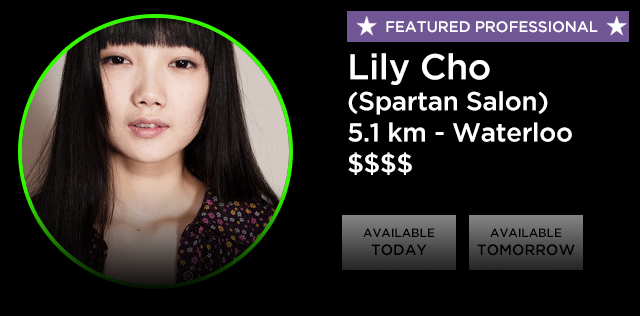 ★ FEATURED PROFESSIONAL ★
Lily Cho
(Spartan Salon)
5.1 km - Waterloo
$$$$
AVAILABLE
TODAY
AVAILABLE
TOMORROW